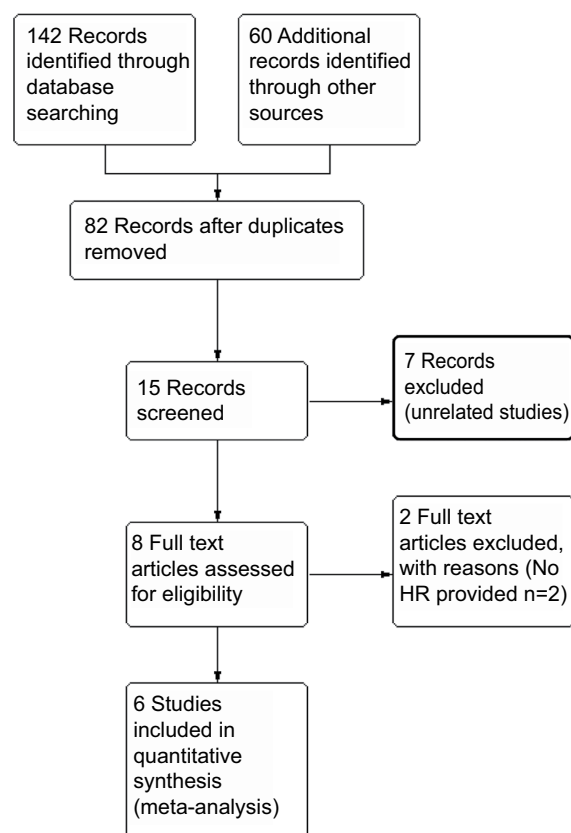 142 Records
identified through
database
searching
60 Additional
records identified
through other
sources
82 Records after duplicates
removed
15 Records
screened
7 Records
excluded
(unrelated studies)
8 Full text
articles assessed
for eligibility
2 Full text
articles excluded,
with reasons (No
HR provided n=2)
6 Studies
included in
quantitative
synthesis
(meta-analysis)